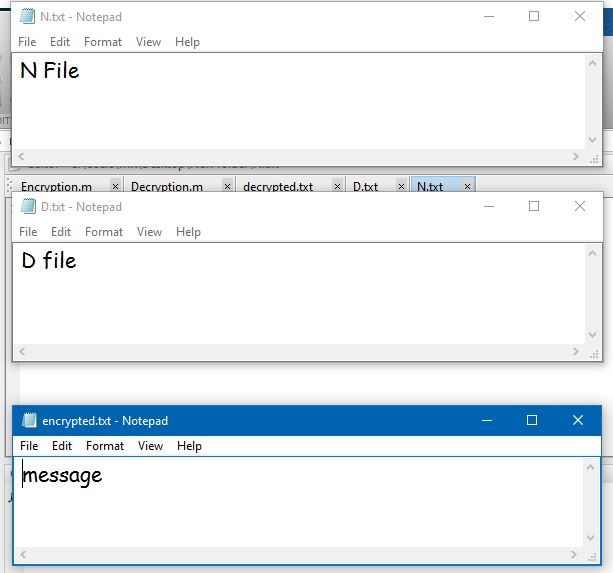 N.txt - Notepad
File Edit Format View Help
N File
Encryption.m Decryption.m decrypted.txt D.txt N.txt
D.txt - Notepad
File Edit Format View Help
D file
encrypted.txt - Notepad
File Edit Format View Help
message